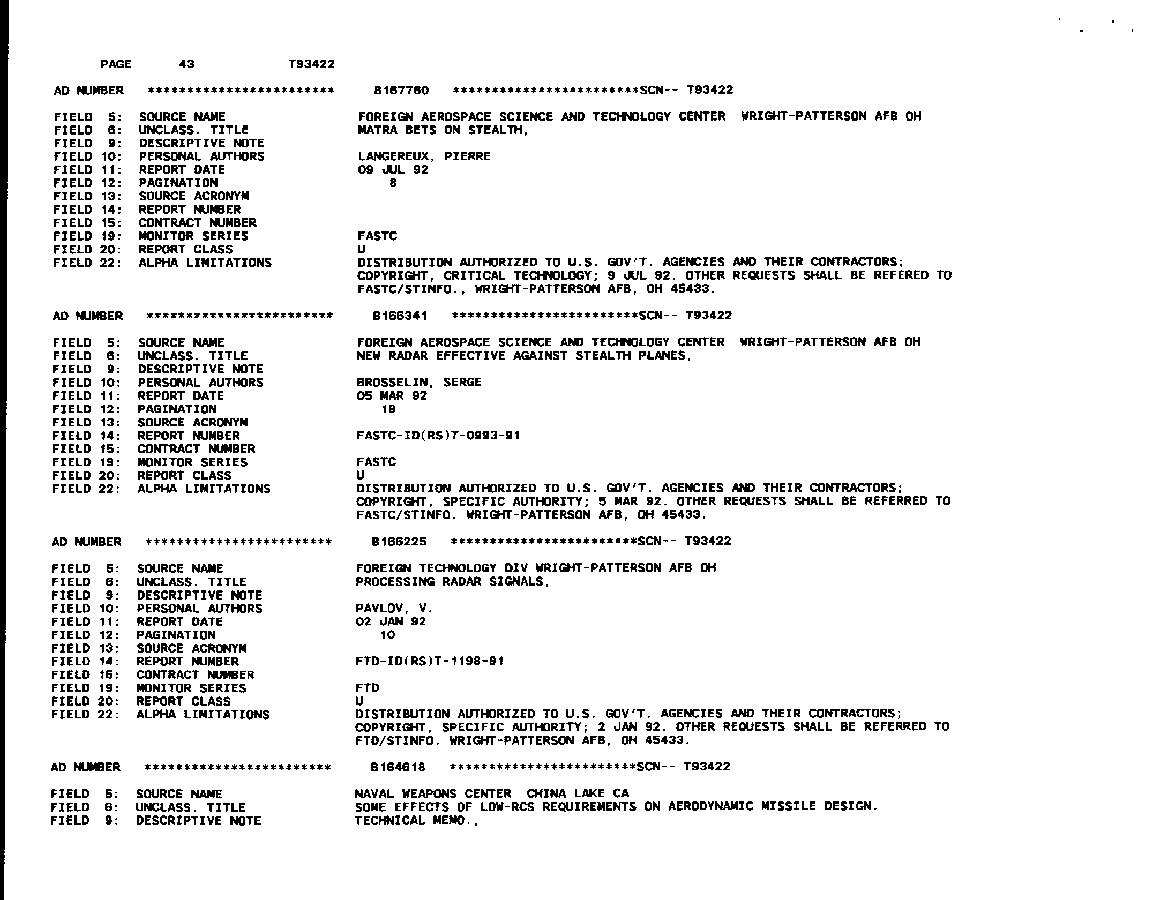 PAGE 43 T93422
AD NUMBER ************************ B167760 ************************SCN-- T93422
FIELD 5: SOURCE NAME FOREIGN AEROSPACE SCIENCE AND TECHNOLOGY CENTER WRIGHT-PATTERSON AFB OH
FIELD 6: UNCLASS. TITLE MATRA BETS ON STEALTH,
FIELD 9: DESCRIPTIVE NOTE
FIELD 10: PERSONAL AUTHORS LANGEREUX, PIERRE
FIELD 11: REPORT DATE 09 JUL 92
FIELD 12: PAGINATION 8
FIELD 13: SOURCE ACRONYM
FIELD 14: REPORT NUMBER
FIELD 15: CONTRACT NUMBER
FIELD 19: MONITOR SERIES FASTC
FIELD 20: REPORT CLASS U
FIELD 22: ALPHA LIMITATIONS DISTRIBUTION AUTHORIZED TO U.S. GOV'T. AGENCIES AND THEIR CONTRACTORS;
COPYRIGHT, CRITICAL TECHNOLOGY; 9 JUL 92. OTHER REQUESTS SHALL BE REFERED TO
FASTC/STINFO., WRIGHT-PATTERSON AFB, OH 45433.
AD NUMBER ************************ B166341 ************************SCN-- T93422
FIELD 5: SOURCE NAME FOREIGN AEROSPACE SCIENCE AND TECHNOLOGY CENTER WRIGHT-PATTERSON AFB OH
FIELD 6: UNCLASS. TITLE NEW RADAR EFFECTIVE AGAINST STEALTH PLANES,
FIELD 9: DESCRIPTIVE NOTE
FIELD 10: PERSONAL AUTHORS BROSSELIN, SERGE
FIELD 11: REPORT DATE 05 MAR 92
FIELD 12: PAGINATION 18
FIELD 13: SOURCE ACRONYM
FIELD 14: REPORT NUMBER FASTC-ID(RS)T-0993-91
FIELD 15: CONTRACT NUMBER
FIELD 19: MONITOR SERIES FASTC
FIELD 20: REPORT CLASS U
FIELD 22: ALPHA LIMITATIONS DISTRIBUTION AUTHORIZED TO U.S. GOV'T. AGENCIES AND THEIR CONTRACTORS;
COPYRIGHT, SPECIFIC AUTHORITY; 5 MAR 92. OTHER REQUESTS SHALL BE REFERRED TO
FASTC/STINFO. WRIGHT-PATTERSON AFB, OH 45433.
AD NUMBER ************************ B166225 ************************SCN-- T93422
FIELD 5: SOURCE NAME FOREIGN TECHNOLOGY DIV WRIGHT-PATTERSON AFB OH
FIELD 6: UNCLASS. TITLE PROCESSING RADAR SIGNALS,
FIELD 9: DESCRIPTIVE NOTE
FIELD 10: PERSONAL AUTHORS PAVLOV, V.
FIELD 11: REPORT DATE 02 JAN 92
FIELD 12: PAGINATION 10
FIELD 13: SOURCE ACRONYM
FIELD 14: REPORT NUMBER FTD-ID(RS)T-1198-91
FIELD 15: CONTRACT NUMBER
FIELD 19: MONITOR SERIES FTD
FIELD 20: REPORT CLASS U
FIELD 22: ALPHA LIMITATIONS DISTRIBUTION AUTHORIZED TO U.S. GOV'T. AGENCIES AND THEIR CONTRACTORS;
COPYRIGHT, SPECIFIC AUTHORITY; 2 JAN 92. OTHER REQUESTS SHALL BE REFERRED TO
FTD/STINFO. WRIGHT-PATTERSON AFB, OH 45433.
AD NUMBER ************************ B164618 ************************SCN-- T93422
FIELD 5: SOURCE NAME NAVAL WEAPONS CENTER CHINA LAKE CA
FIELD 6: UNCLASS. TITLE SOME EFFECTS OF LOW-RCS REQUIREMENTS ON AERODYNAMIC MISSILE DESIGN.
FIELD 9: DESCRIPTIVE NOTE TECHNICAL MEMO.,